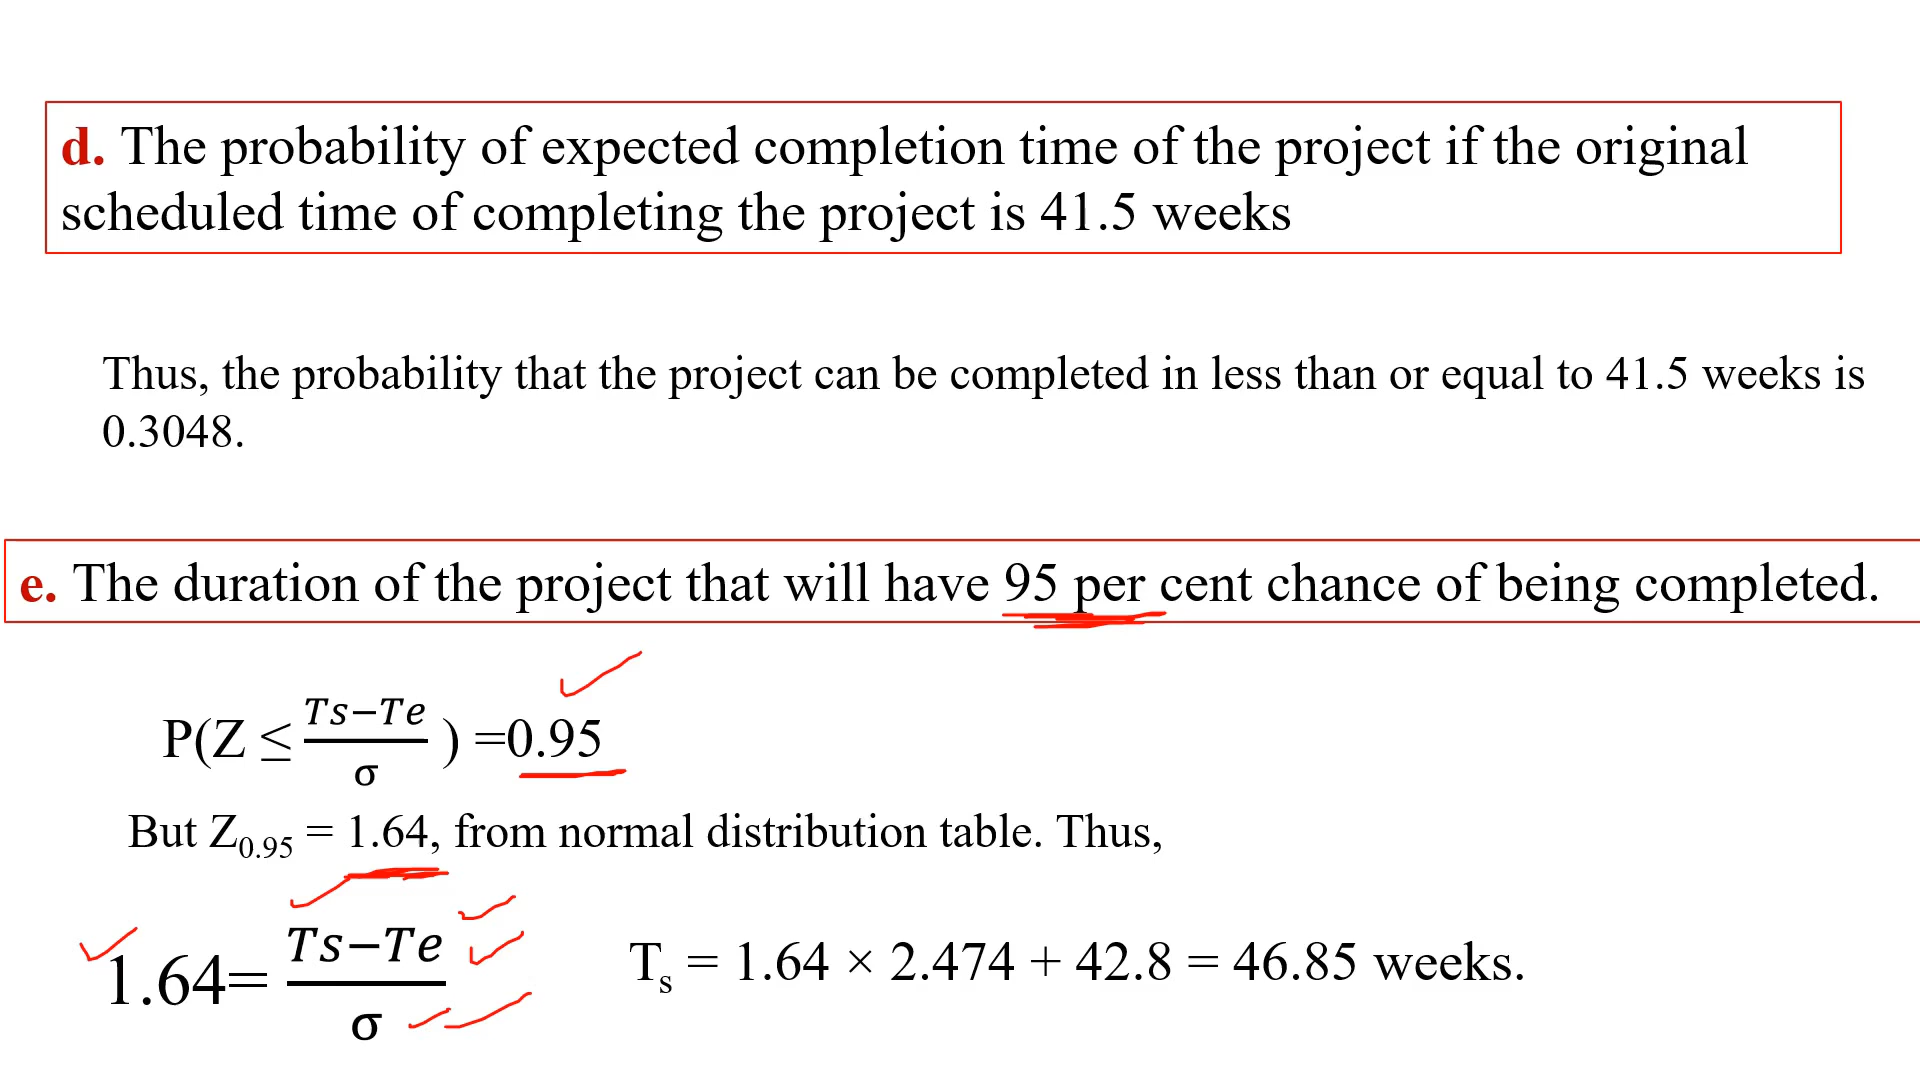 d. The probability of expected completion time of the project if the original
scheduled time of completing the project is 41.5 weeks
Thus, the probability that the project can be completed in less than or equal to 41.5 weeks is
0.3048.
e. The duration of the project that will have 95 per cent chance of being completed.
P(Z ≤ (Ts−Te)/σ ) =0.95
But Z0.95 = 1.64, from normal distribution table. Thus,
1.64= (Ts−Te)/σ
Ts = 1.64 × 2.474 + 42.8 = 46.85 weeks.